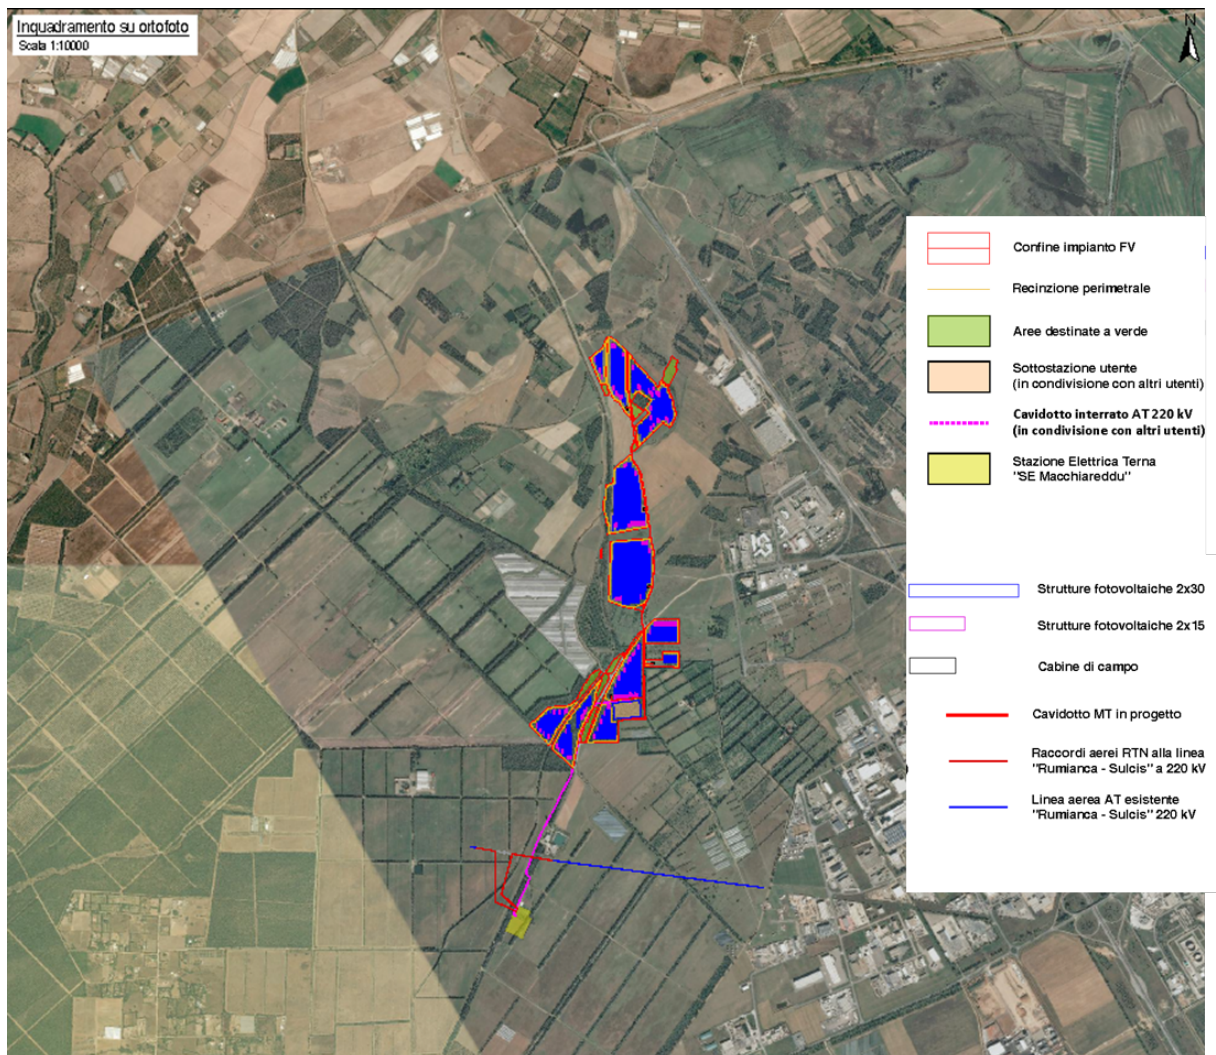 Inquadramento su ortofoto
Scala 1:10000
N
Confine impianto FV
Recinzione perimetrale
Aree destinate a verde
Sottostazione utente
(in condivisione con altri utenti)
Cavidotto interrato AT 220 kV
(in condivisione con altri utenti)
Stazione Elettrica Terna
"SE Macchiareddu"
Strutture fotovoltaiche 2x30
Strutture fotovoltaiche 2x15
Cabine di campo
Cavidotto MT in progetto
Raccordi aerei RTN alla linea
"Rumianca - Sulcis" a 220 kV
Linea aerea AT esistente
"Rumianca - Sulcis" 220 kV